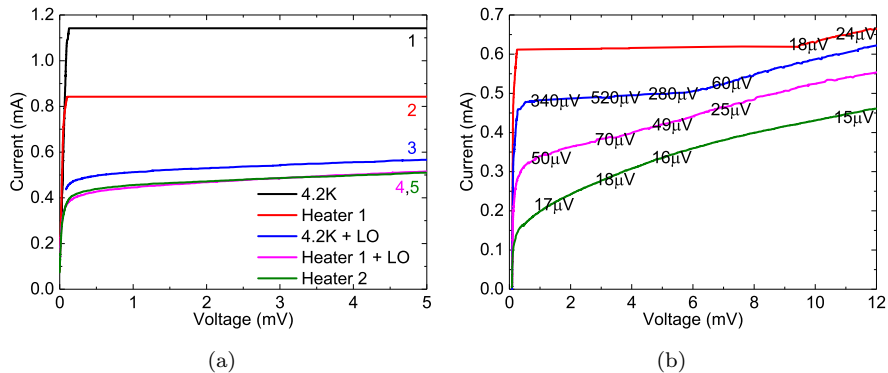 1.2
1.0
0.8
0.6
0.4
0.2
0.0
Current (mA)
0
1
2
3
4
5
Voltage (mV)
1
2
3
4,5
4.2K
Heater 1
4.2K + LO
Heater 1 + LO
Heater 2
(a)
0.7
0.6
0.5
0.4
0.3
0.2
0.1
0.0
Current (mA)
0
2
4
6
8
10
12
Voltage (mV)
18μV
24μV
340μV
520μV
280μV
60μV
50μV
70μV
49μV
25μV
17μV
18μV
16μV
15μV
(b)